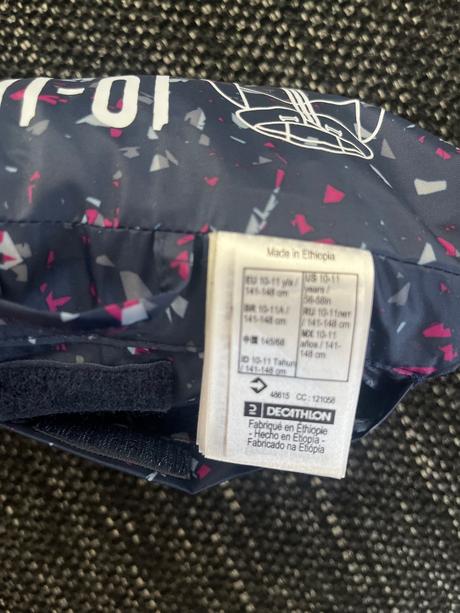 10-11
Made in Ethiopia
EU 10-11 y/a / 141-148 cm
BR 10-11A / 141-148 cm
中国 145/68
ID 10-11 Tahun / 141-148 cm
US 10-11 years / 56-58in
RU 10-11лет / 141-148 cm
MX 10-11 años / 141-148 cm
48615 CC : 121058
DECATHLON
Fabriqué en Éthiopie
- Hecho en Etiopía -
Fabricado na Etiópia